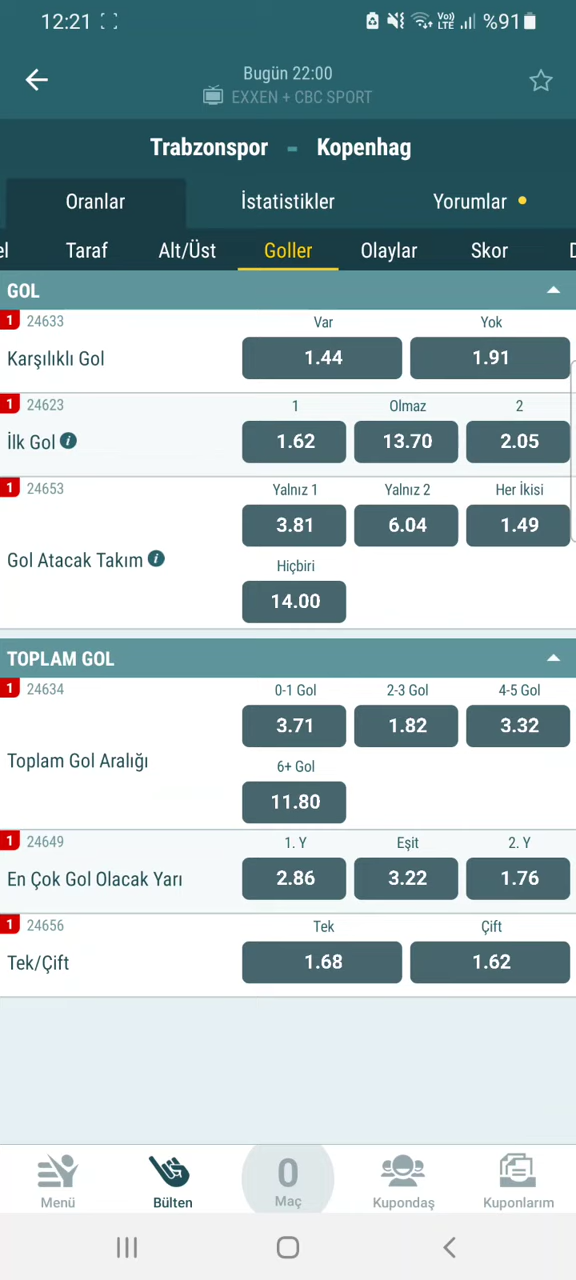 12:21 Vo)) LTE %91
Bugün 22:00
EXXEN + CBC SPORT
Trabzonspor - Kopenhag
Oranlar İstatistikler Yorumlar
el Taraf Alt/Üst Goller Olaylar Skor D
GOL
1 24633 Var Yok
Karşılıklı Gol 1.44 1.91
1 24623 1 Olmaz 2
İlk Gol i 1.62 13.70 2.05
1 24653 Yalnız 1 Yalnız 2 Her İkisi
3.81 6.04 1.49
Gol Atacak Takım i Hiçbiri
14.00
TOPLAM GOL
1 24634 0-1 Gol 2-3 Gol 4-5 Gol
3.71 1.82 3.32
Toplam Gol Aralığı 6+ Gol
11.80
1 24649 1. Y Eşit 2. Y
En Çok Gol Olacak Yarı 2.86 3.22 1.76
1 24656 Tek Çift
Tek/Çift 1.68 1.62
0
Menü Bülten Maç Kupondaş Kuponlarım